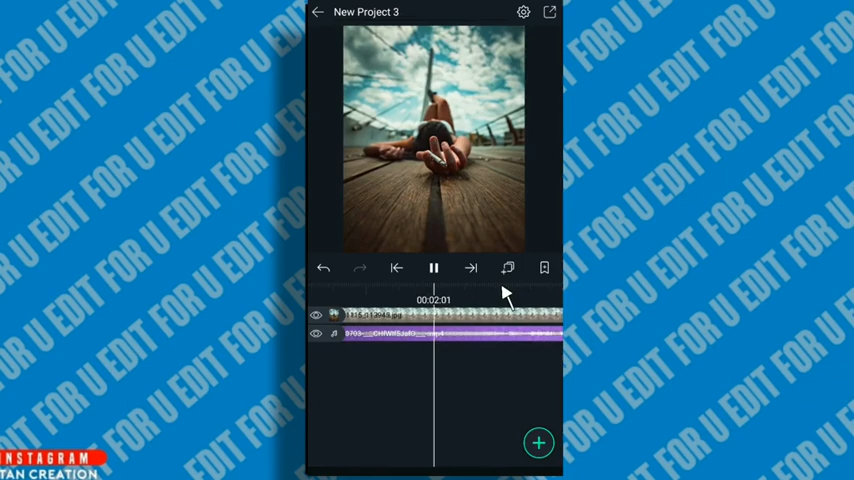 New Project 3
00:02:01
EDIT FOR U EDIT FOR U EDIT FOR U
INSTAGRAM
TAN CREATION